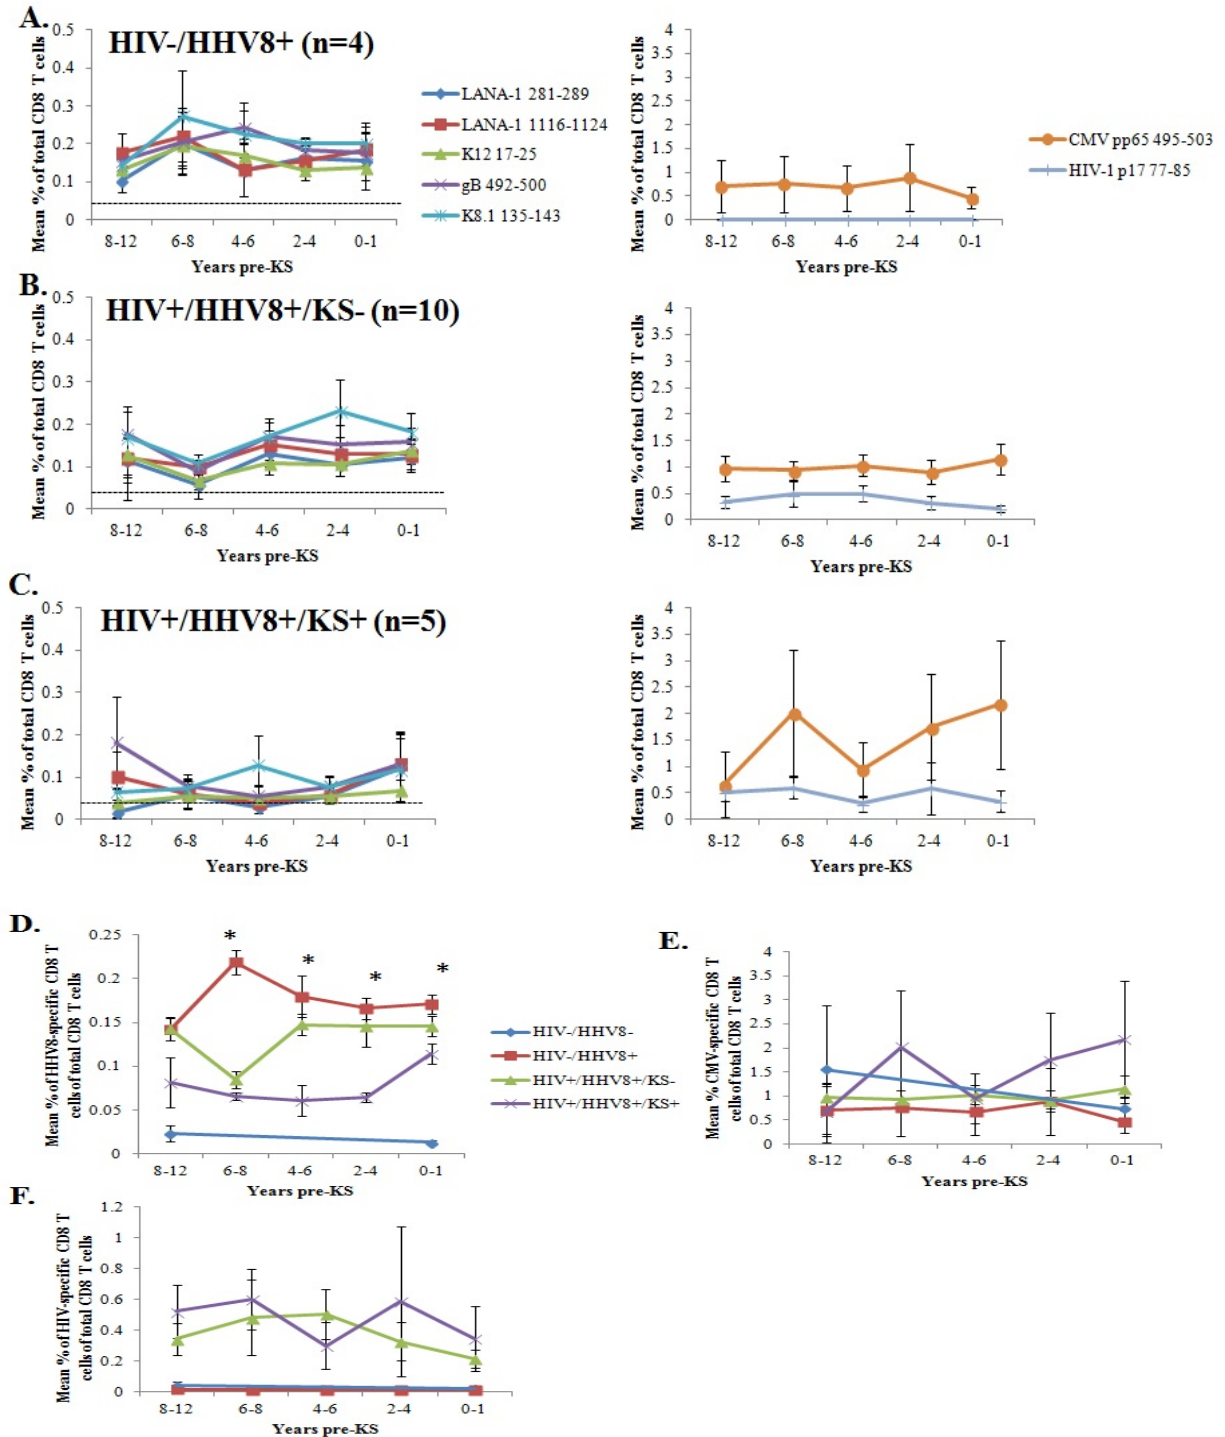 A.
HIV-/HHV8+ (n=4)
Mean % of total CD8 T cells
0.5
0.4
0.3
0.2
0.1
0
8-12 6-8 4-6 2-4 0-1
Years pre-KS
LANA-1 281-289
LANA-1 1116-1124
K12 17-25
gB 492-500
K8.1 135-143
Mean % of total CD8 T cells
4
3.5
3
2.5
2
1.5
1
0.5
0
8-12 6-8 4-6 2-4 0-1
Years pre-KS
CMV pp65 495-503
HIV-1 p17 77-85
B.
HIV+/HHV8+/KS- (n=10)
Mean % of total CD8 T cells
0.5
0.4
0.3
0.2
0.1
0
8-12 6-8 4-6 2-4 0-1
Years pre-KS
Mean % of total CD8 T cells
4
3.5
3
2.5
2
1.5
1
0.5
0
8-12 6-8 4-6 2-4 0-1
Years pre-KS
C.
HIV+/HHV8+/KS+ (n=5)
Mean % of total CD8 T cells
0.5
0.4
0.3
0.2
0.1
0
8-12 6-8 4-6 2-4 0-1
Years pre-KS
Mean % of total CD8 T cells
4
3.5
3
2.5
2
1.5
1
0.5
0
8-12 6-8 4-6 2-4 0-1
Years pre-KS
D.
Mean % of HHV8-specific CD8 T
cells of total CD8 T cells
0.25
0.2
0.15
0.1
0.05
0
* * * *
8-12 6-8 4-6 2-4 0-1
Years pre-KS
HIV-/HHV8-
HIV-/HHV8+
HIV+/HHV8+/KS-
HIV+/HHV8+/KS+
E.
Mean % CMV-specific CD8 T
cells of total CD8 T cells
4
3.5
3
2.5
2
1.5
1
0.5
0
8-12 6-8 4-6 2-4 0-1
Years pre-KS
F.
Mean % of HIV-specific CD8 T
cells of total CD8 T cells
1.2
1
0.8
0.6
0.4
0.2
0
8-12 6-8 4-6 2-4 0-1
Years pre-KS